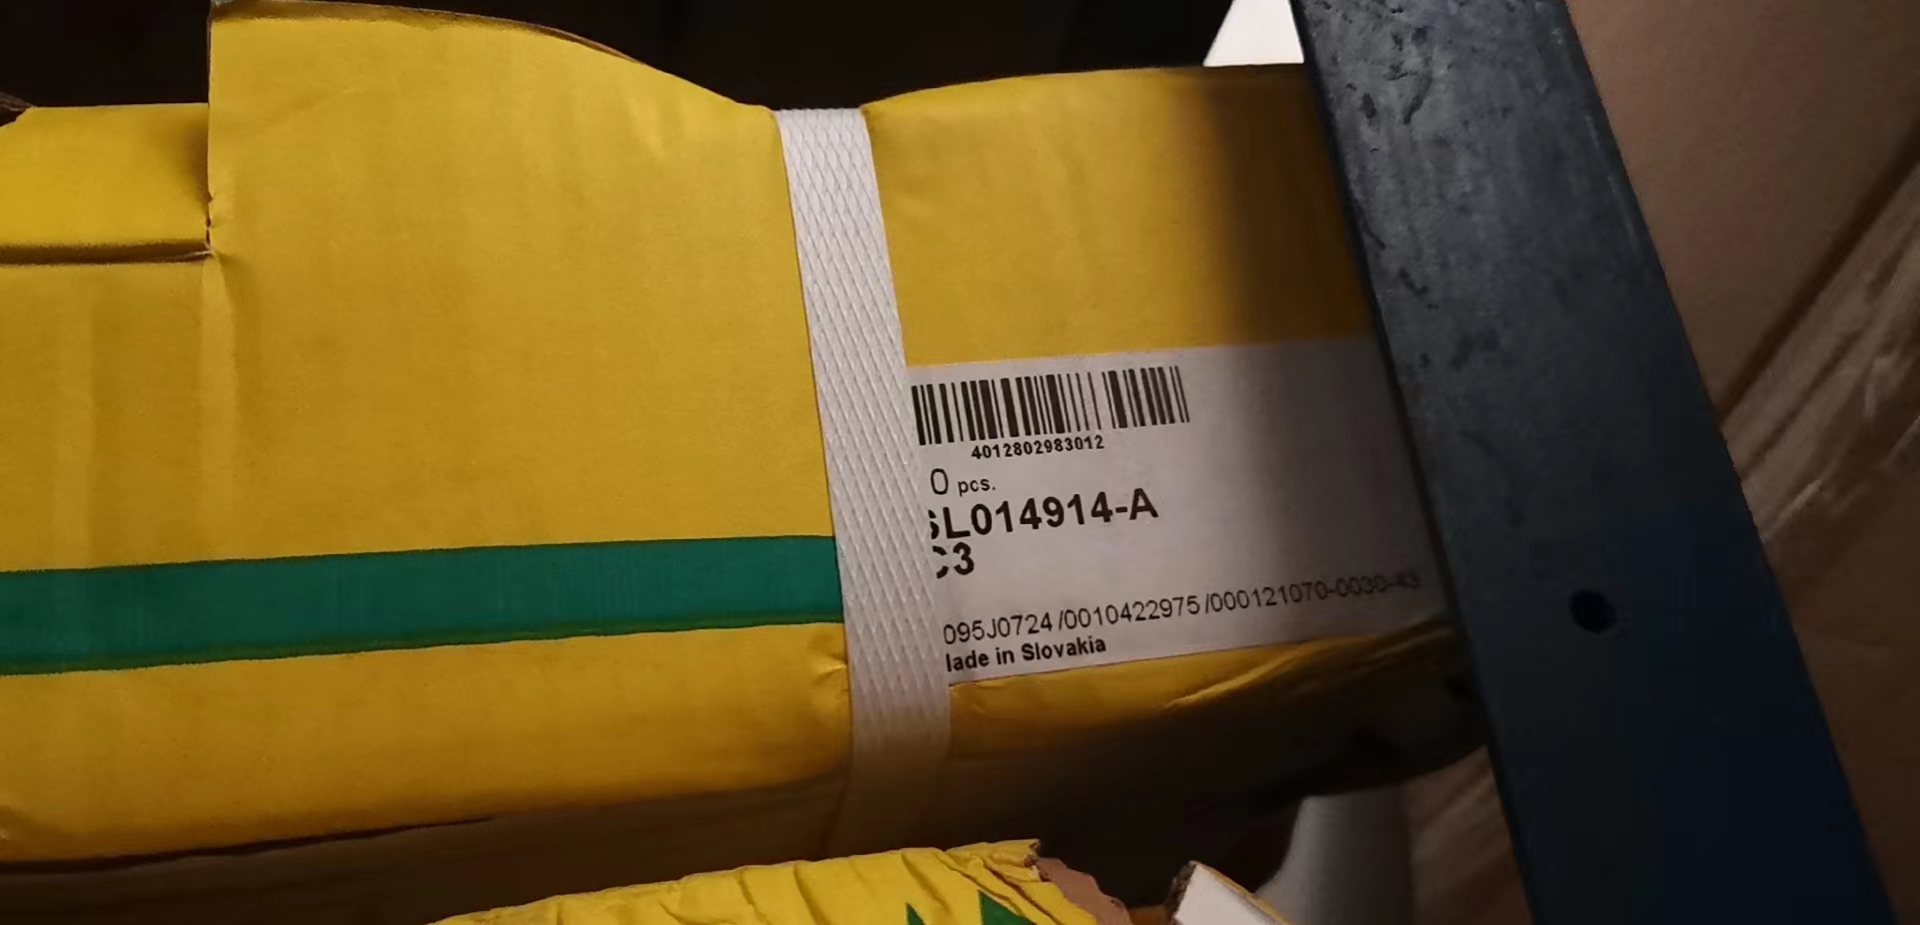 4012802983012
0 pcs.
SL014914-A
C3
095J0724/0010422975/000121070-0030-43
lade in Slovakia